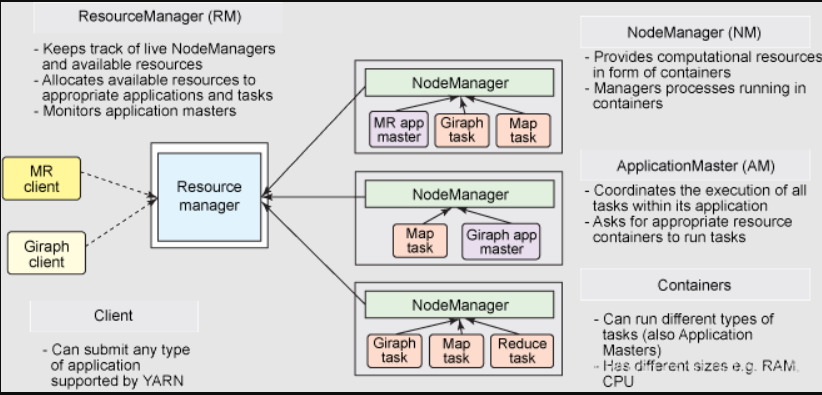 ResourceManager (RM)
- Keeps track of live NodeManagers
and available resources
- Allocates available resources to
appropriate applications and tasks
- Monitors application masters
MR
client
Giraph
client
Resource
manager
Client
- Can submit any type
of application
supported by YARN
NodeManager
MR app
master
Giraph
task
Map
task
NodeManager
Map
task
Giraph app
master
NodeManager
Giraph
task
Map
task
Reduce
task
NodeManager (NM)
- Provides computational resources
in form of containers
- Managers processes running in
containers
ApplicationMaster (AM)
- Coordinates the execution of all
tasks within its application
- Asks for appropriate resource
containers to run tasks
Containers
- Can run different types of
tasks (also Application
Masters)
- Has different sizes e.g. RAM,
CPU